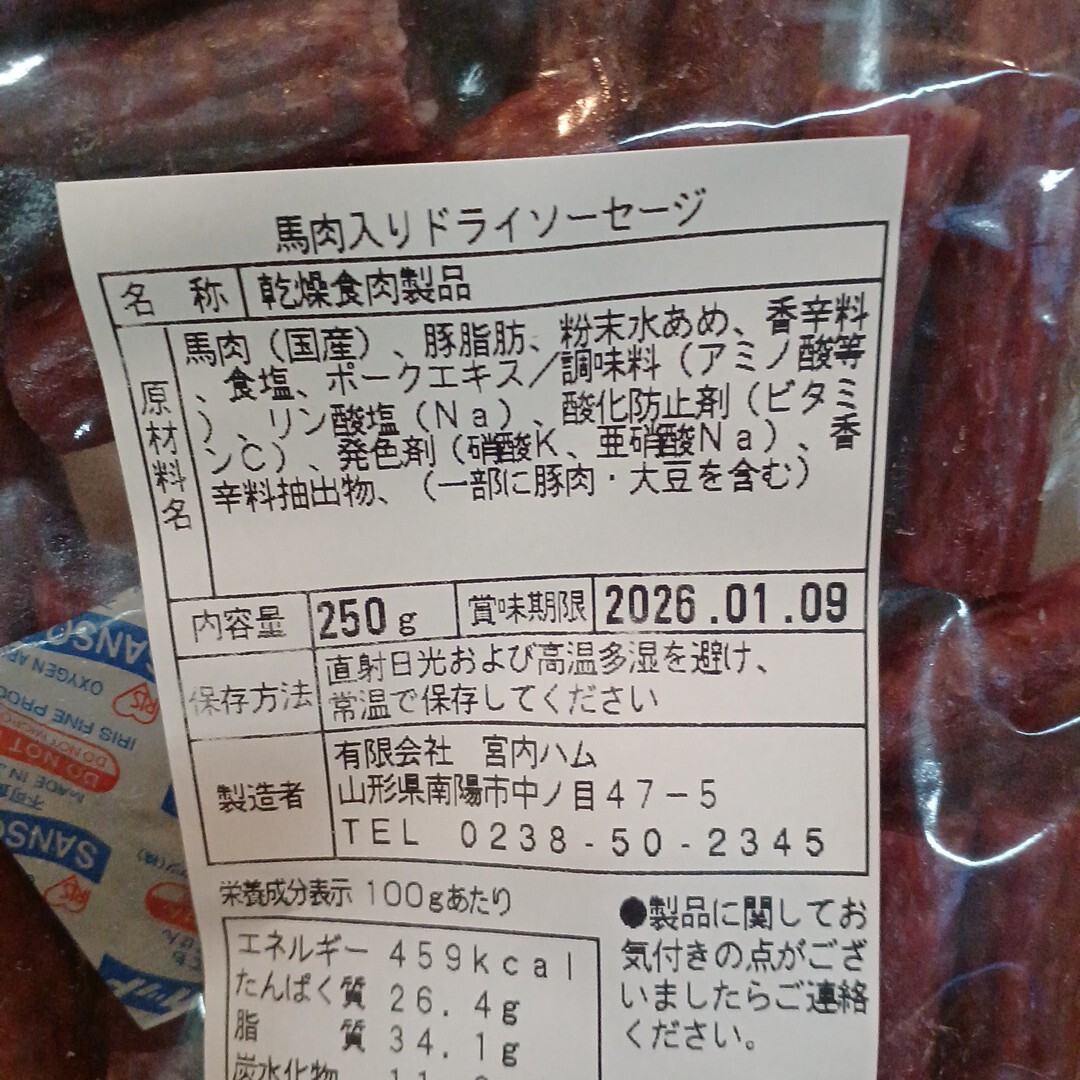 馬肉入りドライソーセージ
名 称 乾燥食肉製品
原材料名
馬肉（国産）、豚脂肪、粉末水あめ、香辛料
、食塩、ポークエキス／調味料（アミノ酸等
）、リン酸塩（Ｎａ）、酸化防止剤（ビタミ
ンＣ）、発色剤（硝酸Ｋ、亜硝酸Ｎａ）、香
辛料抽出物、（一部に豚肉・大豆を含む）
内容量 250g 賞味期限 2026.01.09
保存方法 直射日光および高温多湿を避け、
常温で保存してください
製造者 有限会社 宮内ハム
山形県南陽市中ノ目４７－５
ＴＥＬ ０２３８-５０-２３４５
栄養成分表示 100gあたり
エネルギー 459kcal
たんぱく質 26.4g
脂 質 34.1g
炭水化物
●製品に関してお
気付きの点がござ
いましたらご連絡
ください。
SANSO
OXYGEN
IRIS FINE PROD
DO NOT
MADE IN
SANSO